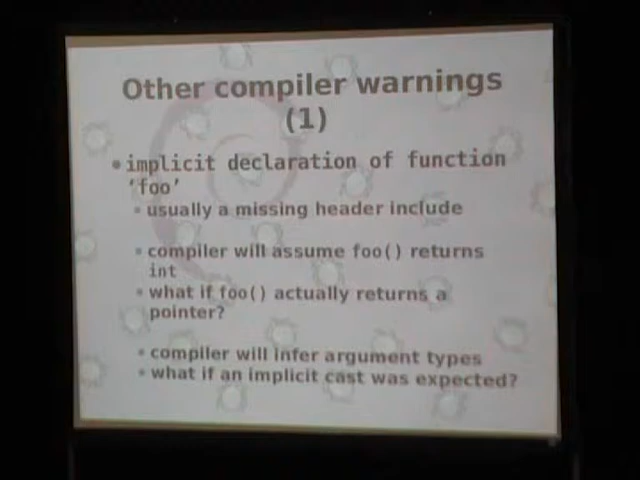 Other compiler warnings
(1)
• implicit declaration of function
‘foo’
• usually a missing header include
• compiler will assume foo() returns
int
• what if foo() actually returns a
pointer?
• compiler will infer argument types
• what if an implicit cast was expected?